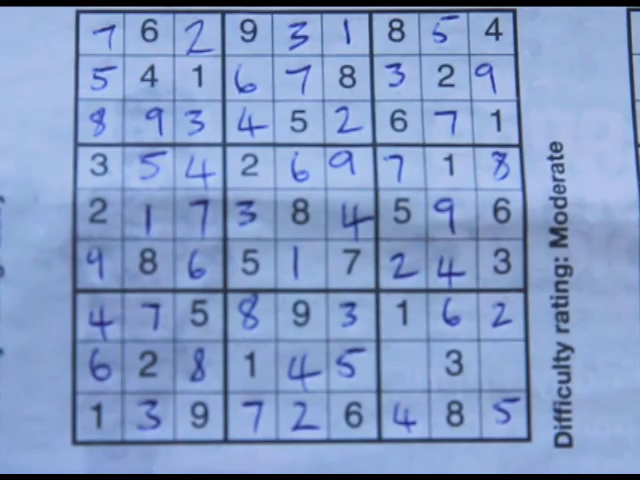 7 6 2 9 3 1 8 5 4
5 4 1 6 7 8 3 2 9
8 9 3 4 5 2 6 7 1
3 5 4 2 6 9 7 1 8
2 1 7 3 8 4 5 9 6
9 8 6 5 1 7 2 4 3
4 7 5 8 9 3 1 6 2
6 2 8 1 4 5 3
1 3 9 7 2 6 4 8 5
Difficulty rating: Moderate